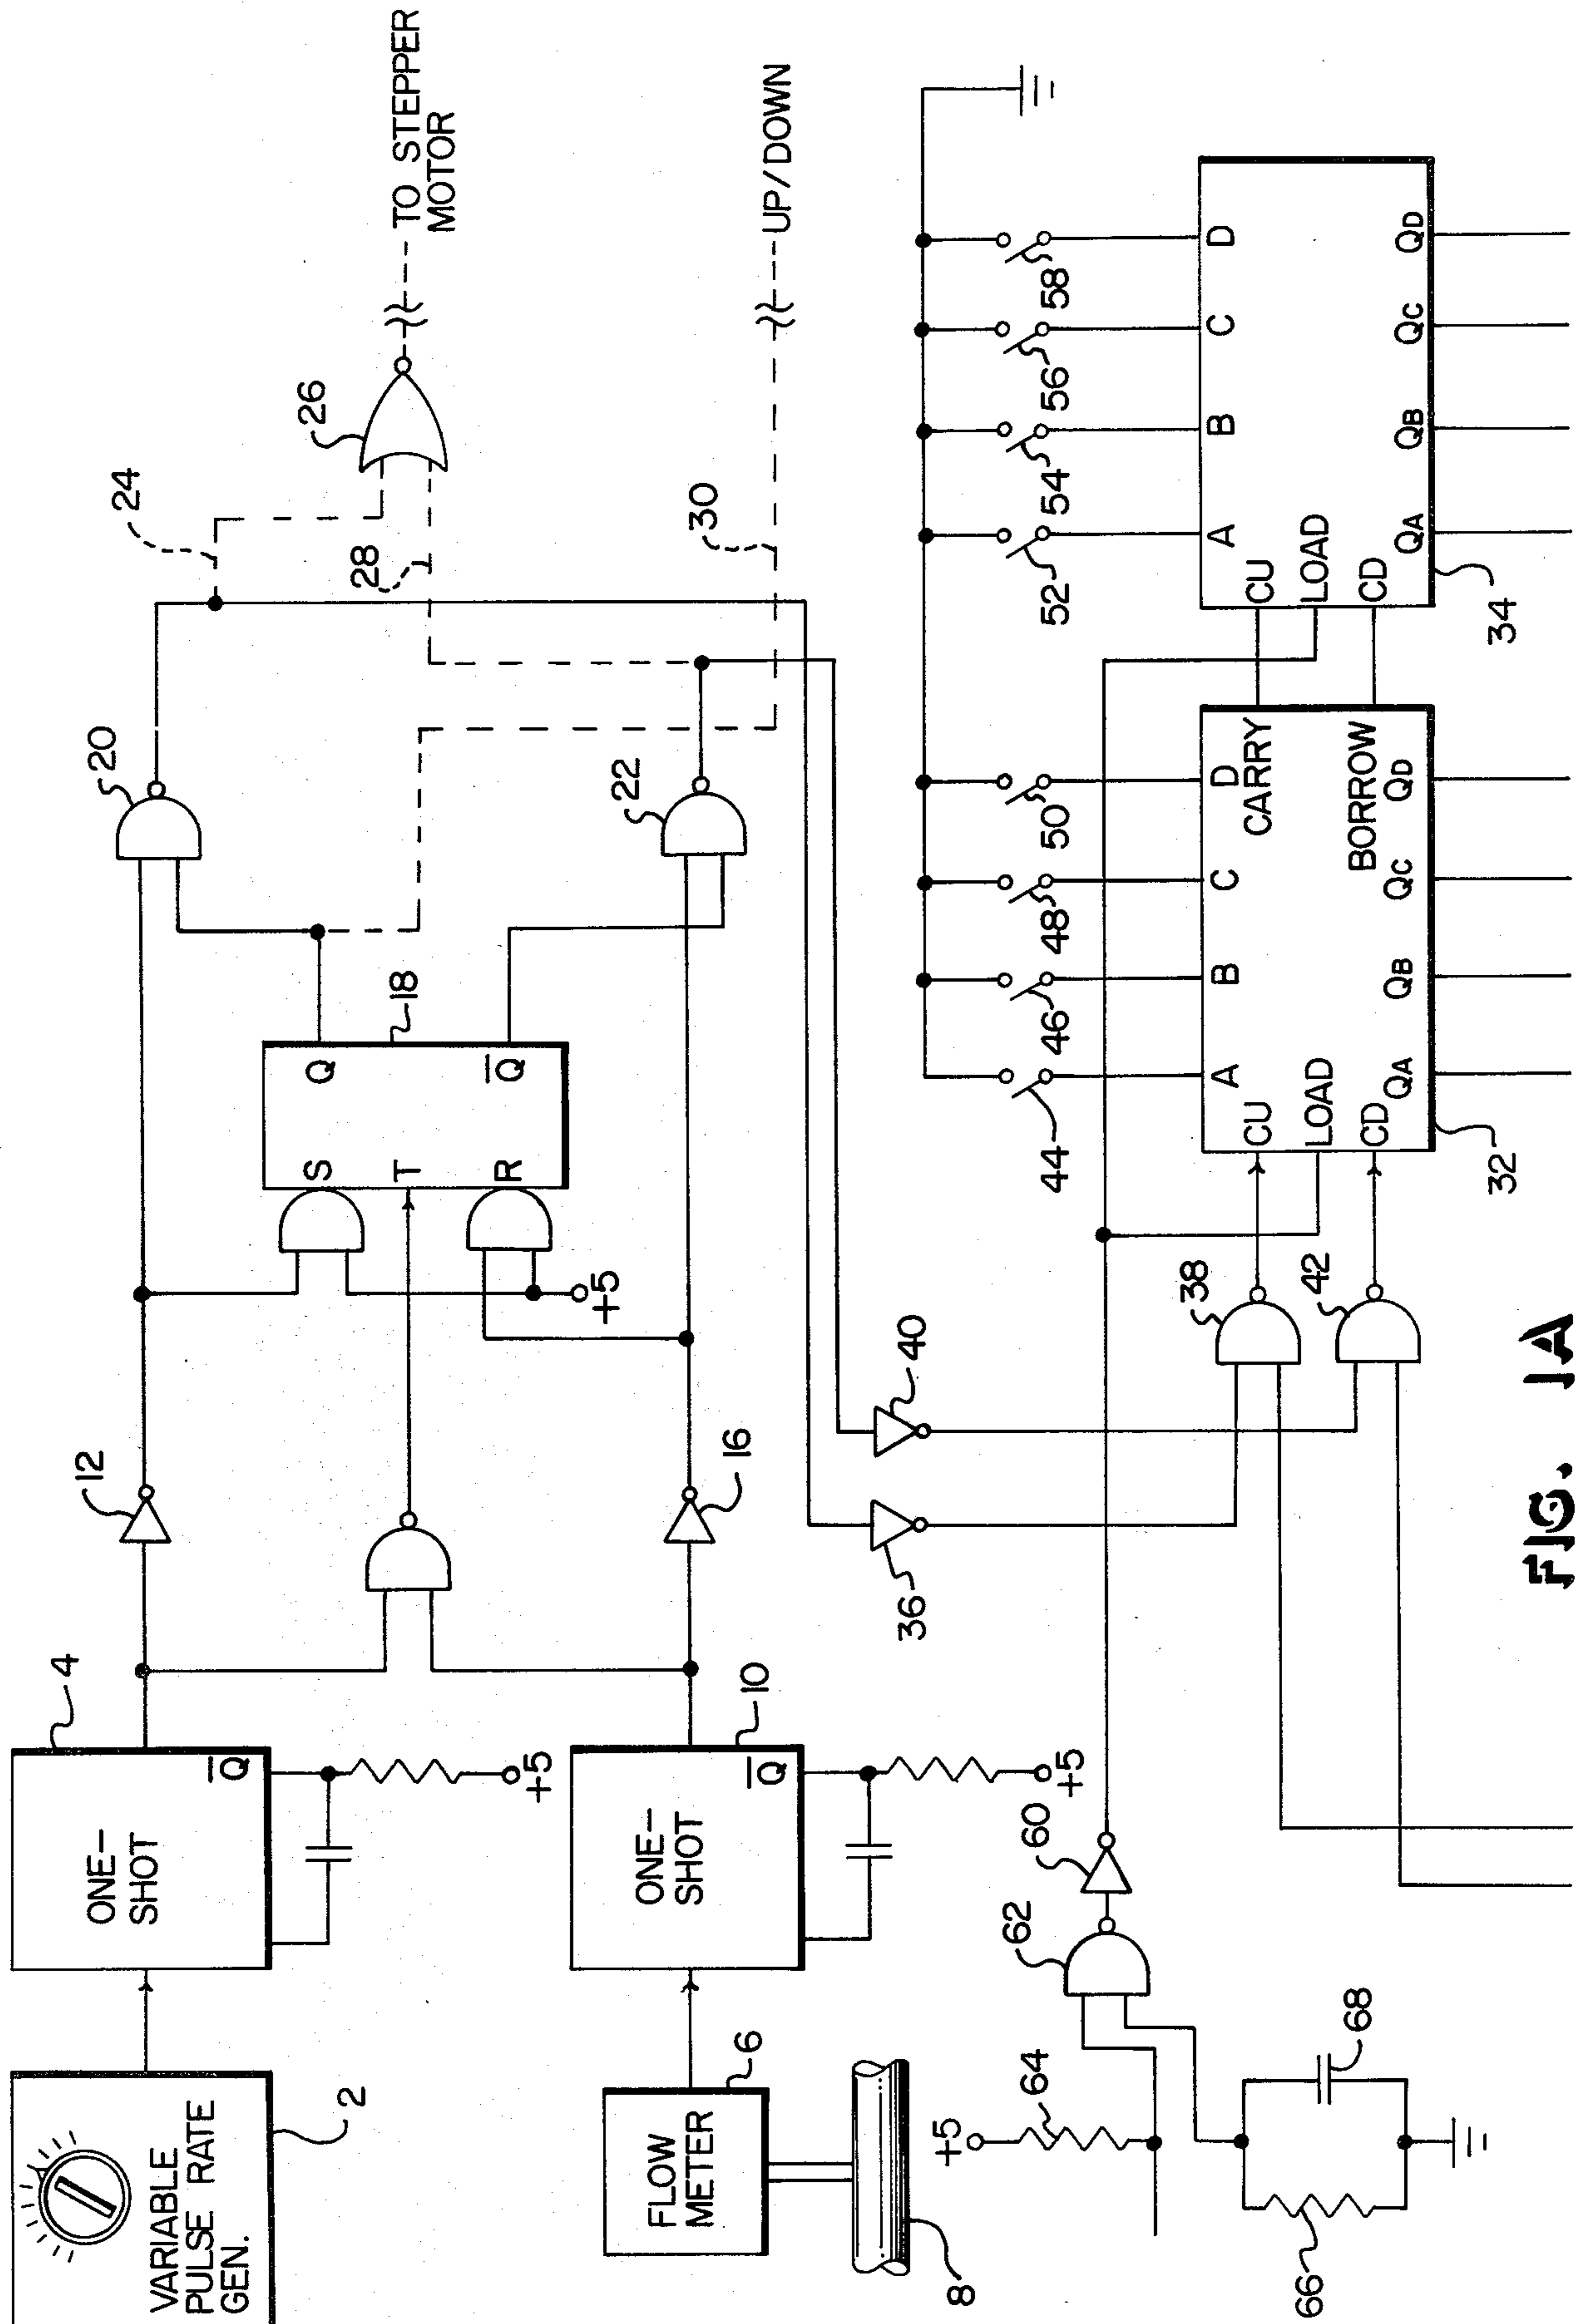 VARIABLE
PULSE RATE
GEN.
2
ONE-
SHOT
Q
4
+5
12
FLOW
METER
6
8
ONE-
SHOT
Q
10
+5
16
S
T
R
Q
Q
18
+5
20
22
24
26
28
30
TO STEPPER
MOTOR
UP/DOWN
36
40
38
42
+5
64
66
68
62
60
44
46
48
50
52
54
56
58
A
B
C
D
CU
LOAD
CD
CARRY
BORROW
QA
QB
QC
QD
32
A
B
C
D
CU
LOAD
CD
QA
QB
QC
QD
34
FIG. 1A